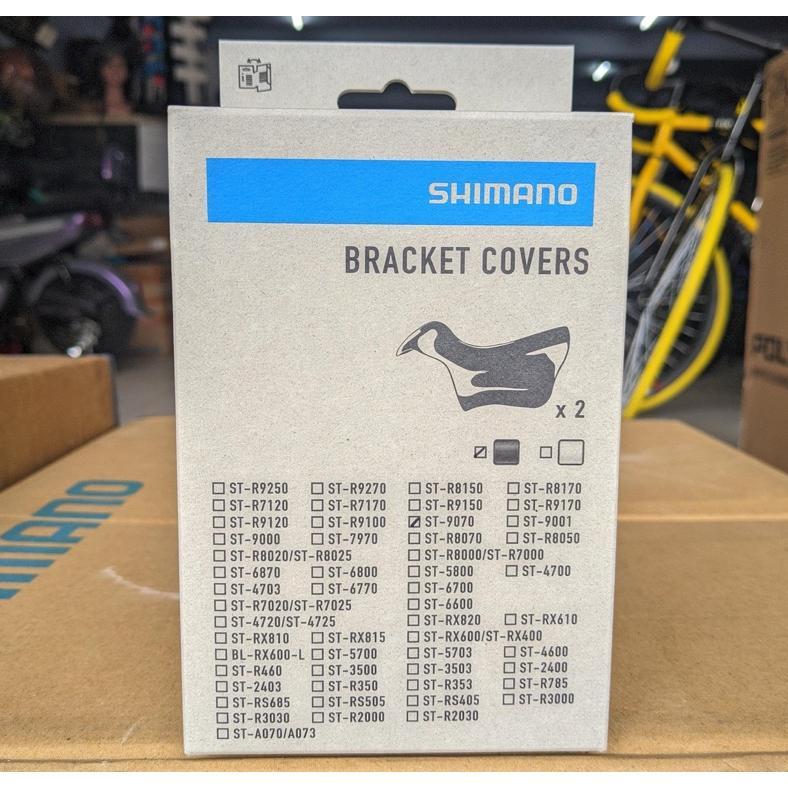 SHIMANO
BRACKET COVERS
x 2
ST-R9250 ST-R9270 ST-R8150 ST-R8170
ST-R7120 ST-R7170 ST-R9150 ST-R9170
ST-R9120 ST-R9100 ST-9070 ST-9001
ST-9000 ST-7970 ST-R8070 ST-R8050
ST-R8020/ST-R8025 ST-R8000/ST-R7000
ST-6870 ST-6800 ST-5800 ST-4700
ST-4703 ST-6770 ST-6700
ST-R7020/ST-R7025 ST-6600
ST-4720/ST-4725 ST-RX820 ST-RX610
ST-RX810 ST-RX815 ST-RX600/ST-RX400
BL-RX600-L ST-5700 ST-5703 ST-4600
ST-R460 ST-3500 ST-3503 ST-2400
ST-2403 ST-R350 ST-R353 ST-R785
ST-RS685 ST-RS505 ST-RS405 ST-R3000
ST-R3030 ST-R2000 ST-R2030
ST-A070/A073
IMANO
POL